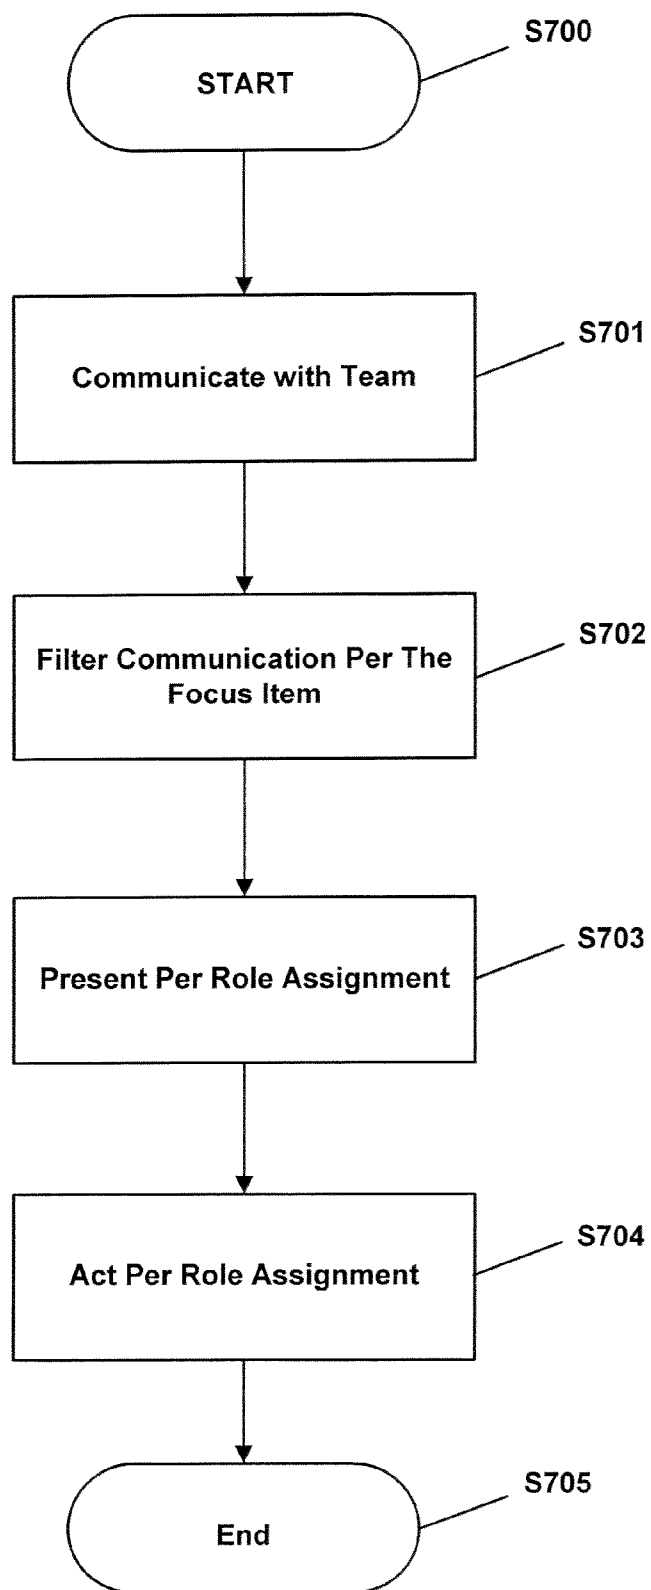 START
S700
Communicate with Team
S701
Filter Communication Per The
Focus Item
S702
Present Per Role Assignment
S703
Act Per Role Assignment
S704
End
S705